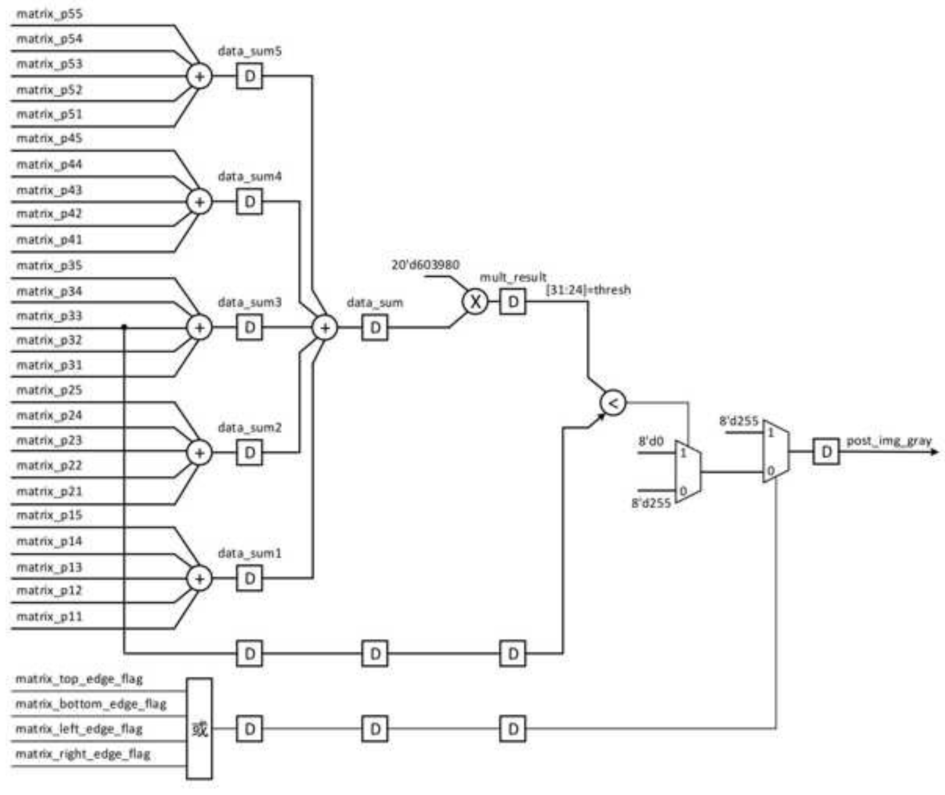 matrix_p55
matrix_p54
matrix_p53
matrix_p52
matrix_p51
data_sum5
D
+
matrix_p45
matrix_p44
matrix_p43
matrix_p42
matrix_p41
data_sum4
D
+
matrix_p35
matrix_p34
matrix_p33
matrix_p32
matrix_p31
data_sum3
D
+
data_sum
D
+
20'd603980
X
mult_result
D
[31:24]=thresh
<
matrix_p25
matrix_p24
matrix_p23
matrix_p22
matrix_p21
data_sum2
D
+
8'd0
1
0
8'd255
8'd255
1
0
D
post_img_gray
matrix_p15
matrix_p14
matrix_p13
matrix_p12
matrix_p11
data_sum1
D
+
D
D
D
matrix_top_edge_flag
matrix_bottom_edge_flag
matrix_left_edge_flag
matrix_right_edge_flag
或
D
D
D